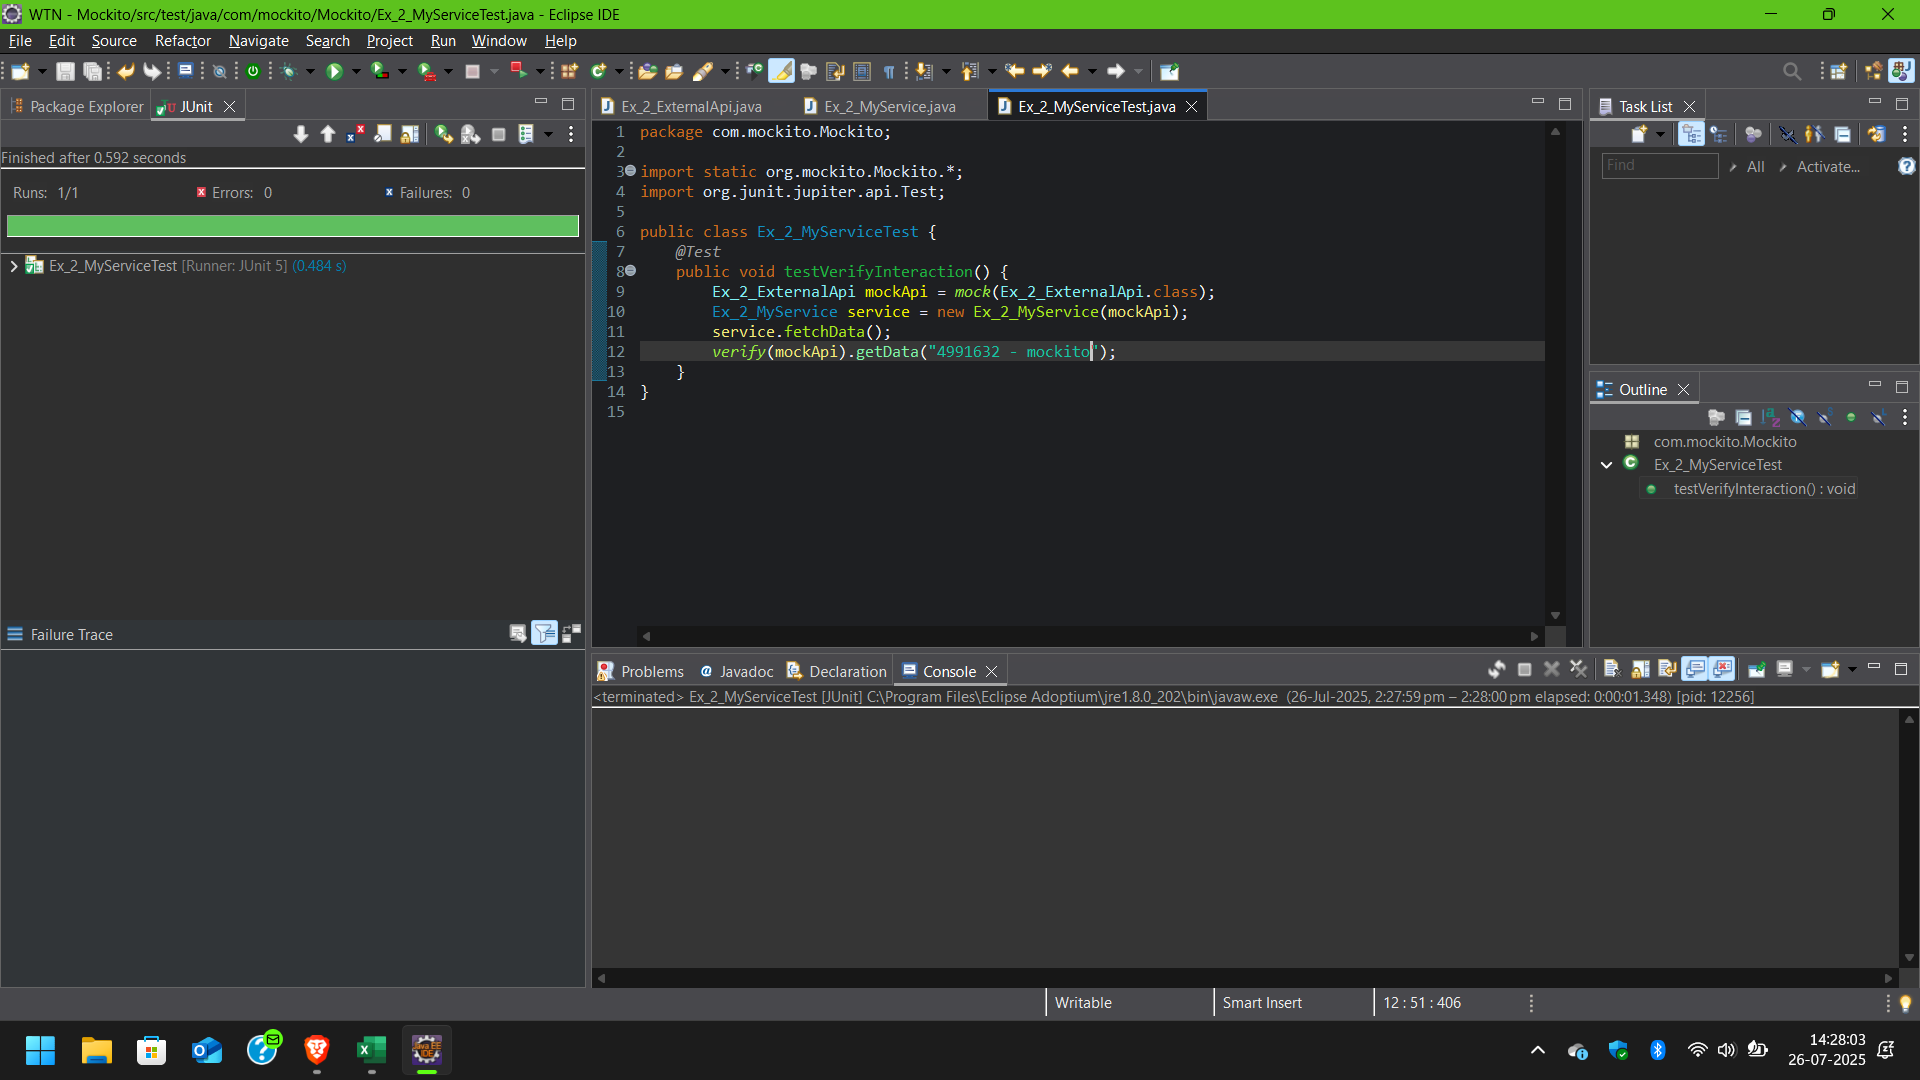 WTN - Mockito/src/test/java/com/mockito/Mockito/Ex_2_MyServiceTest.java - Eclipse IDE
File Edit Source Refactor Navigate Search Project Run Window Help
Package Explorer JUnit
Finished after 0.592 seconds
Runs: 1/1 Errors: 0 Failures: 0
Ex_2_MyServiceTest [Runner: JUnit 5] (0.484 s)
Failure Trace
Ex_2_ExternalApi.java Ex_2_MyService.java Ex_2_MyServiceTest.java
1 package com.mockito.Mockito;
2
3 import static org.mockito.Mockito.*;
4 import org.junit.jupiter.api.Test;
5
6 public class Ex_2_MyServiceTest {
7 @Test
8 public void testVerifyInteraction() {
9 Ex_2_ExternalApi mockApi = mock(Ex_2_ExternalApi.class);
10 Ex_2_MyService service = new Ex_2_MyService(mockApi);
11 service.fetchData();
12 verify(mockApi).getData("4991632 - mockito");
13 }
14 }
15
Task List
Find All Activate...
Outline
com.mockito.Mockito
Ex_2_MyServiceTest
testVerifyInteraction() : void
Problems Javadoc Declaration Console
<terminated> Ex_2_MyServiceTest [JUnit] C:\Program Files\Eclipse Adoptium\jre1.8.0_202\bin\javaw.exe (26-Jul-2025, 2:27:59 pm – 2:28:00 pm elapsed: 0:00:01.348) [pid: 12256]
Writable Smart Insert 12 : 51 : 406
14:28:03
26-07-2025